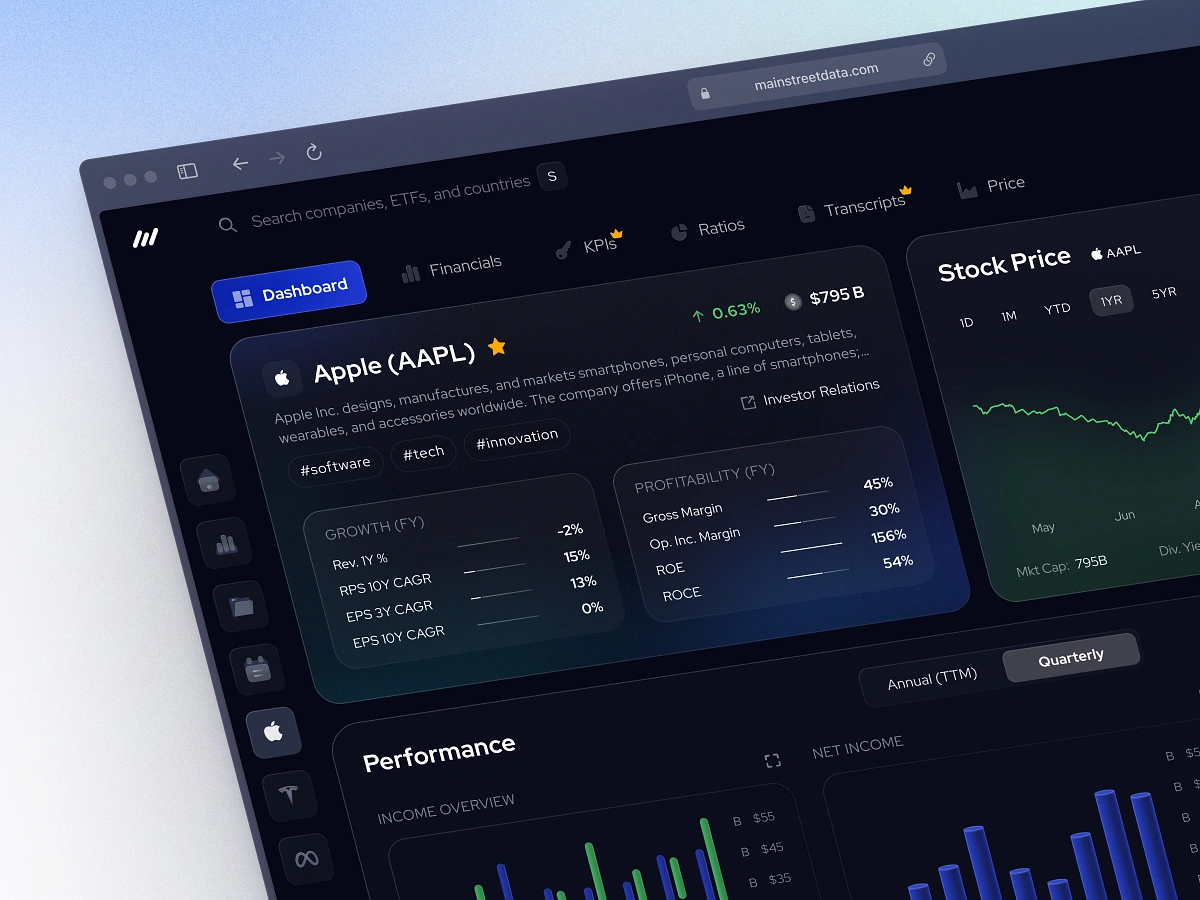 mainstreetdata.com
Search companies, ETFs, and countries S
Dashboard
Financials
KPIs
Ratios
Transcripts
Price
Apple (AAPL)
0.63%
$795 B
Apple Inc. designs, manufactures, and markets smartphones, personal computers, tablets,
wearables, and accessories worldwide. The company offers iPhone, a line of smartphones;...
#software
#tech
#innovation
Investor Relations
GROWTH (FY)
Rev. 1Y % -2%
RPS 10Y CAGR 15%
EPS 3Y CAGR 13%
EPS 10Y CAGR 0%
PROFITABILITY (FY)
Gross Margin 45%
Op. Inc. Margin 30%
ROE 156%
ROCE 54%
Stock Price
AAPL
1D 1M YTD 1YR 5YR
May Jun
Mkt Cap: 795B
Div. Yie
Annual (TTM)
Quarterly
Performance
INCOME OVERVIEW
B $55
B $45
B $35
NET INCOME
B
B
B
B
B